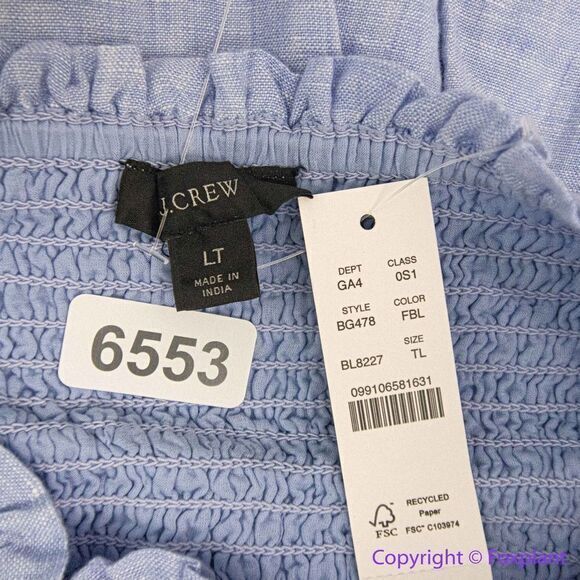 J.CREW
LT
MADE IN
INDIA
6553
DEPT CLASS
GA4 0S1
STYLE COLOR
BG478 FBL
SIZE
BL8227 TL
099106581631
FSC
RECYCLED
Paper
FSC™ C103974
Copyright © Foxplant